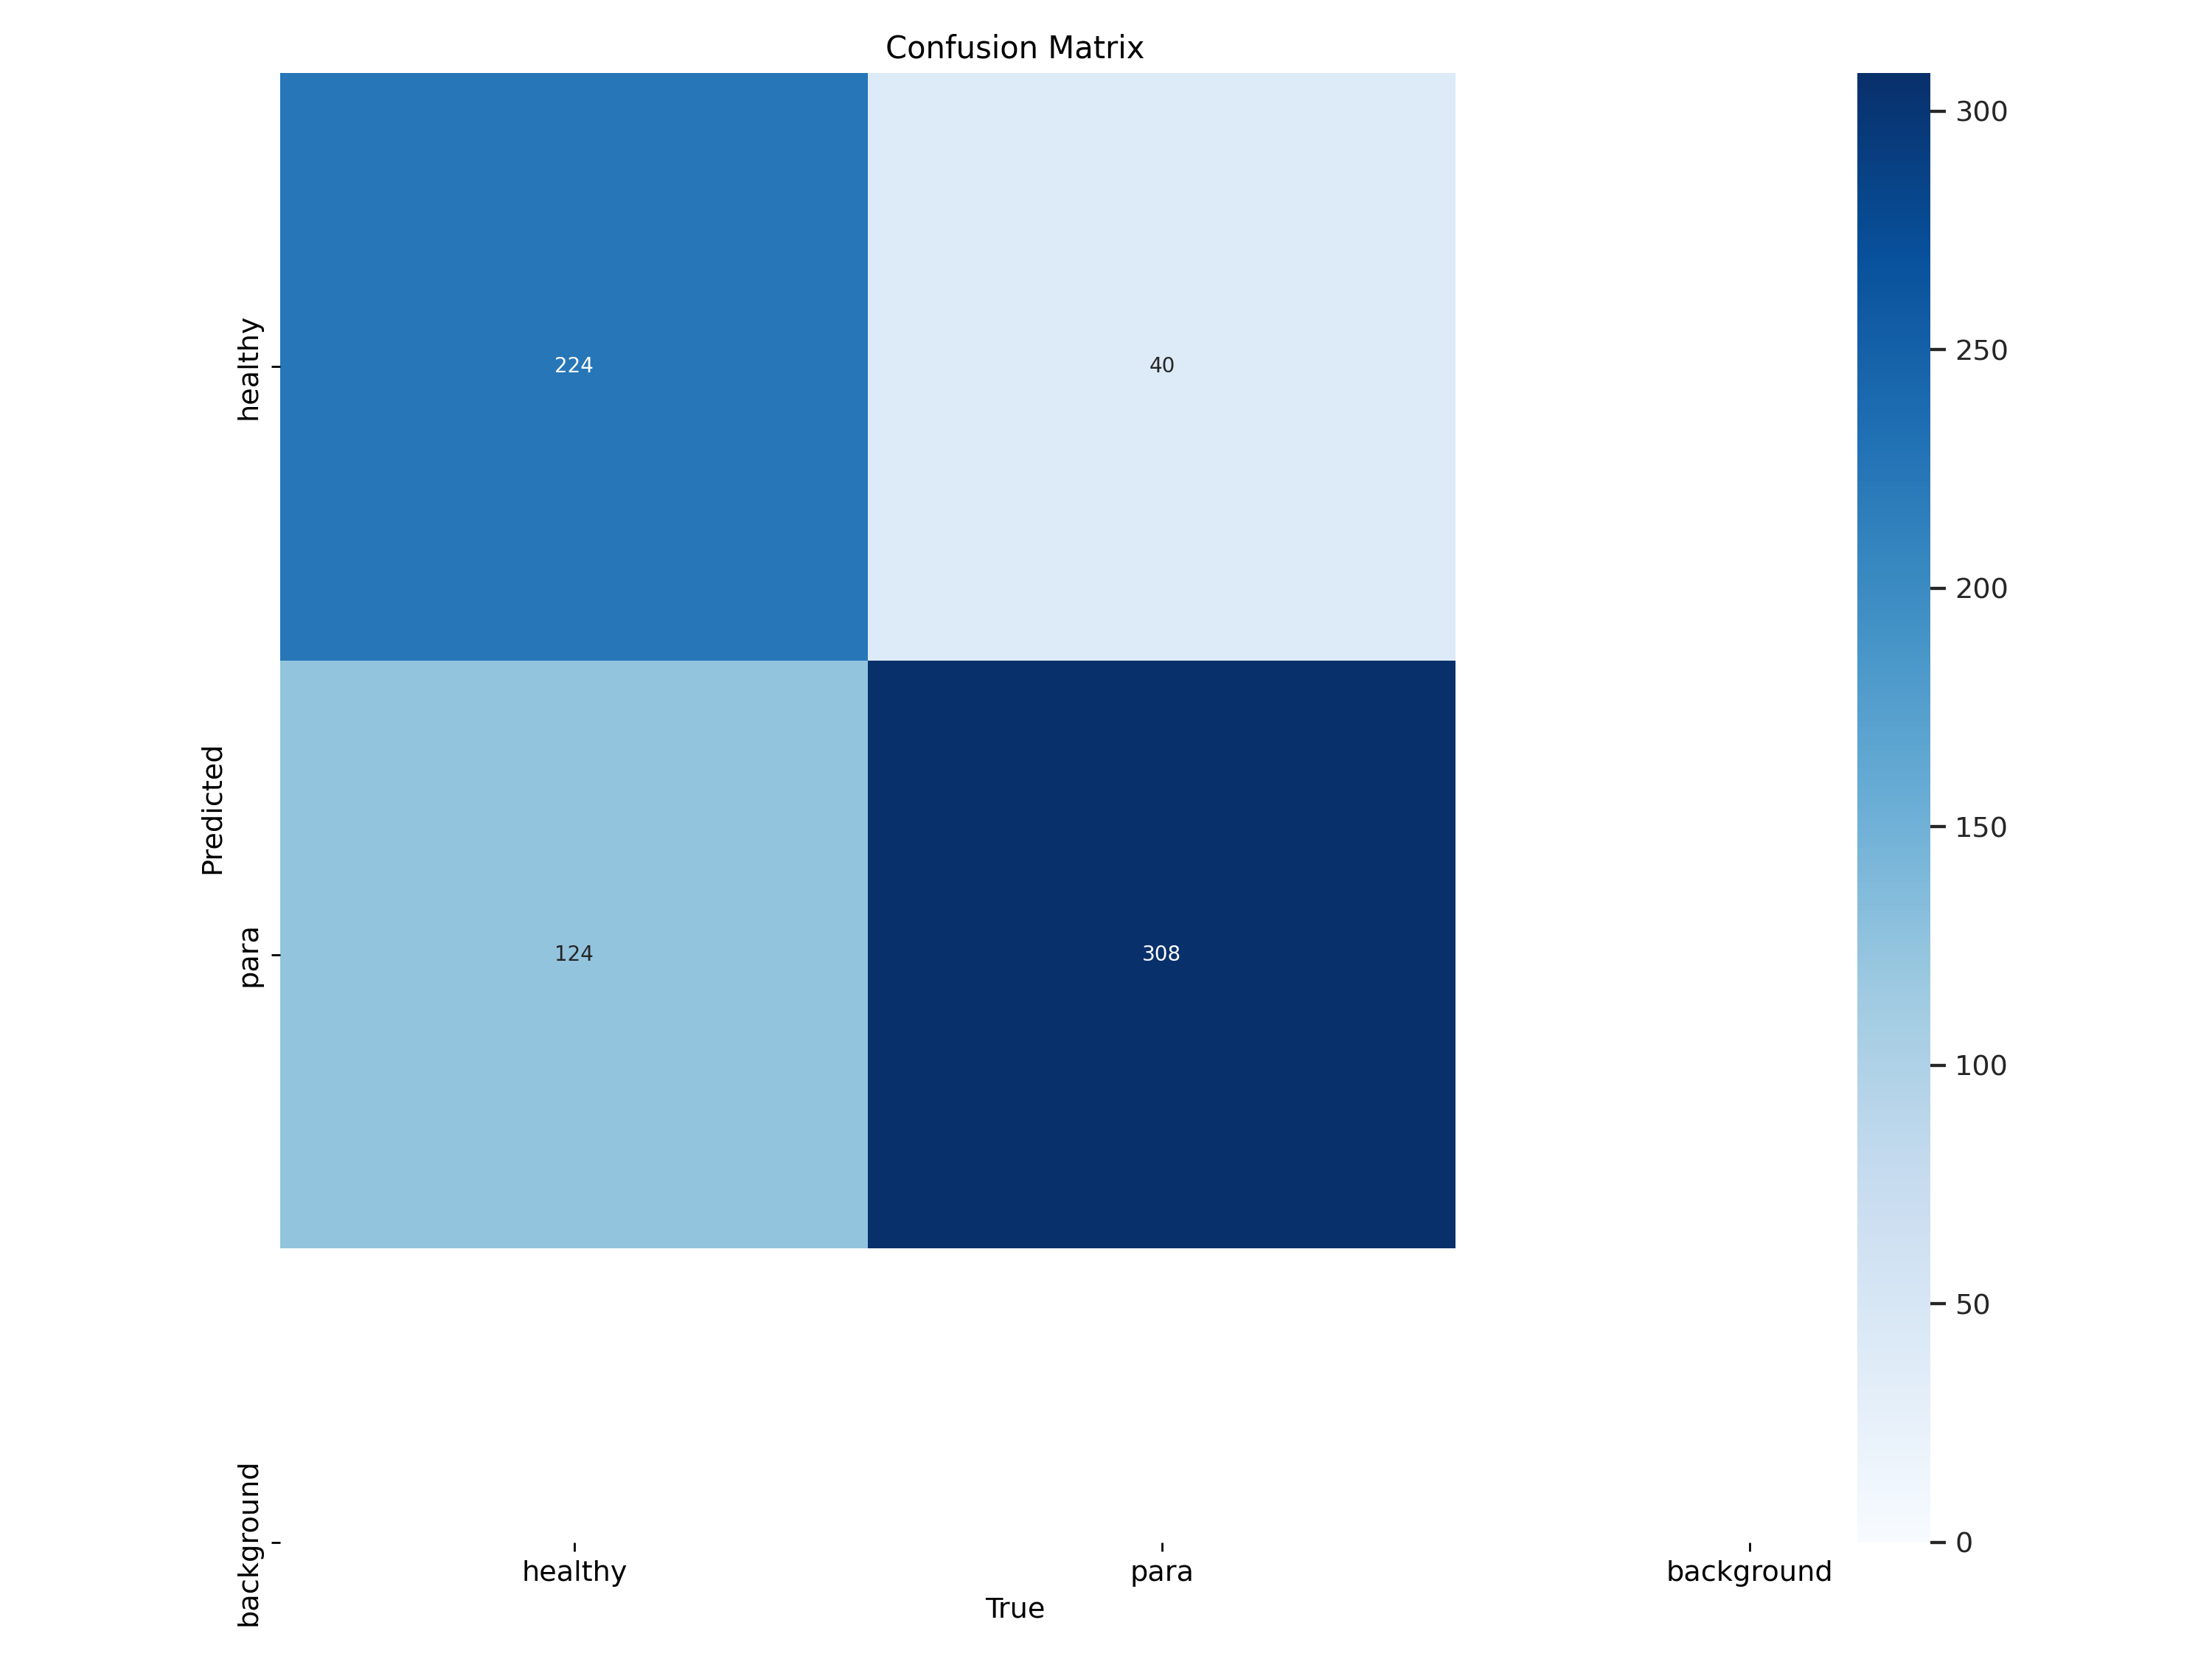 Confusion Matrix
healthy
224
40
para
124
308
background
Predicted
healthy
para
background
True
300
250
200
150
100
50
0